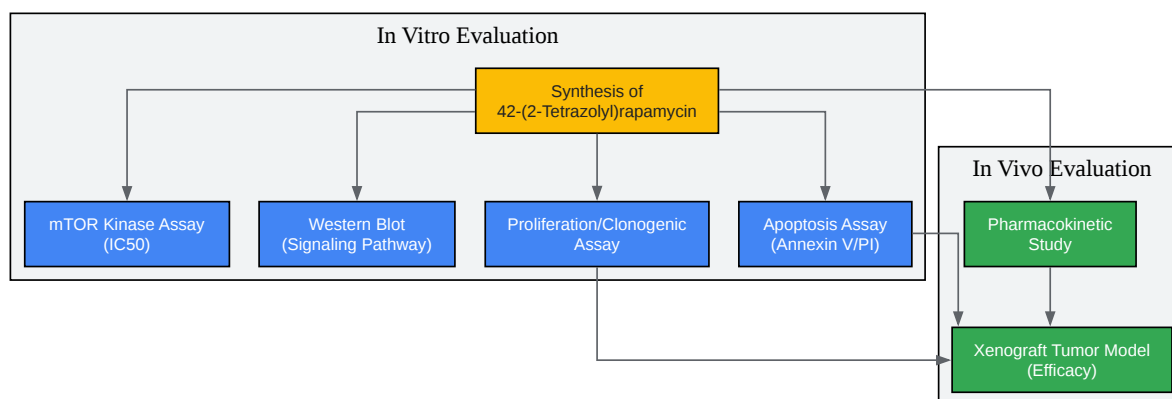 In Vitro Evaluation
Synthesis of
42-(2-Tetrazolyl)rapamycin
In Vivo Evaluation
mTOR Kinase Assay
(IC50)
Western Blot
(Signaling Pathway)
Proliferation/Clonogenic
Assay
Apoptosis Assay
(Annexin V/PI)
Pharmacokinetic
Study
Xenograft Tumor Model
(Efficacy)